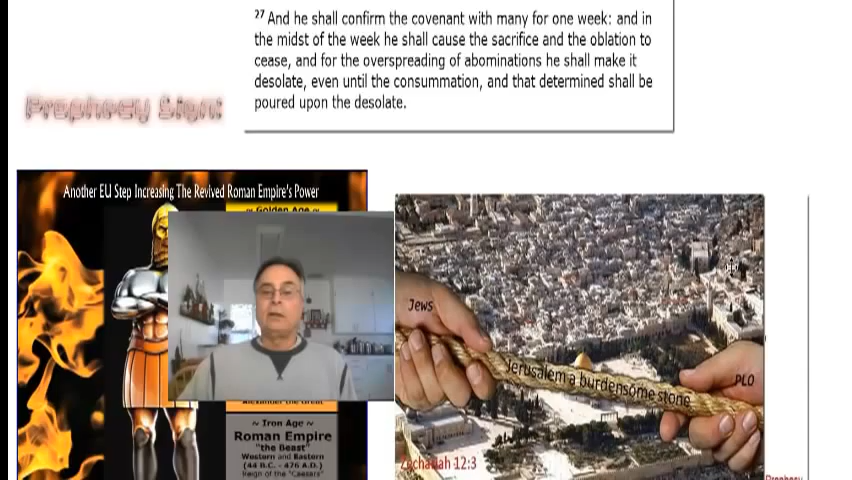 27 And he shall confirm the covenant with many for one week: and in
the midst of the week he shall cause the sacrifice and the oblation to
cease, and for the overspreading of abominations he shall make it
desolate, even until the consummation, and that determined shall be
poured upon the desolate.
Prophecy Sign
Another EU Step Increasing The Revived Roman Empire's Power
~ Golden Age ~
Alexander the Great
~ Iron Age ~
Roman Empire
"the Beast"
Western and Eastern
(44 B.C. - 476 A.D.)
Reign of the "Caesars"
Jews
Jerusalem a burdensome stone
PLO
Zechariah 12:3
Prophecy